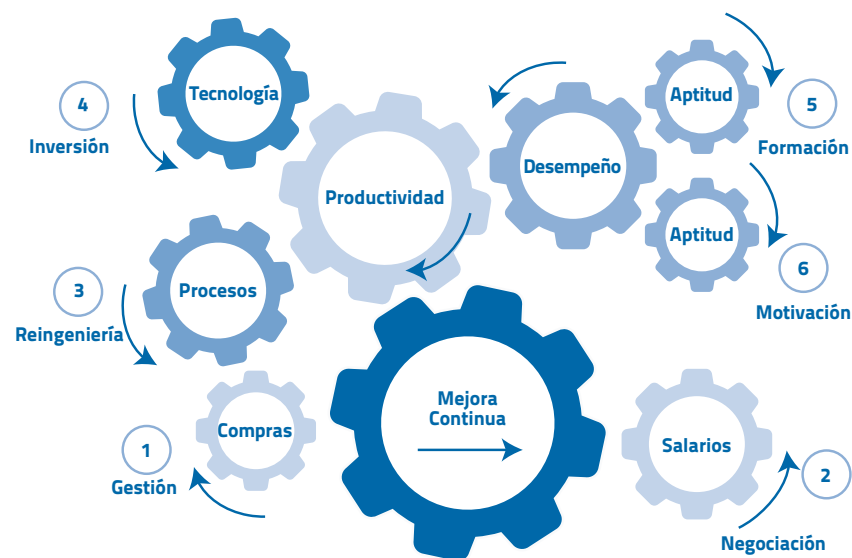 Tecnología
4
Inversión
Productividad
Desempeño
Aptitud
5
Formación
Aptitud
6
Motivación
Procesos
3
Reingeniería
Mejora
Continua
Compras
1
Gestión
Salarios
2
Negociación